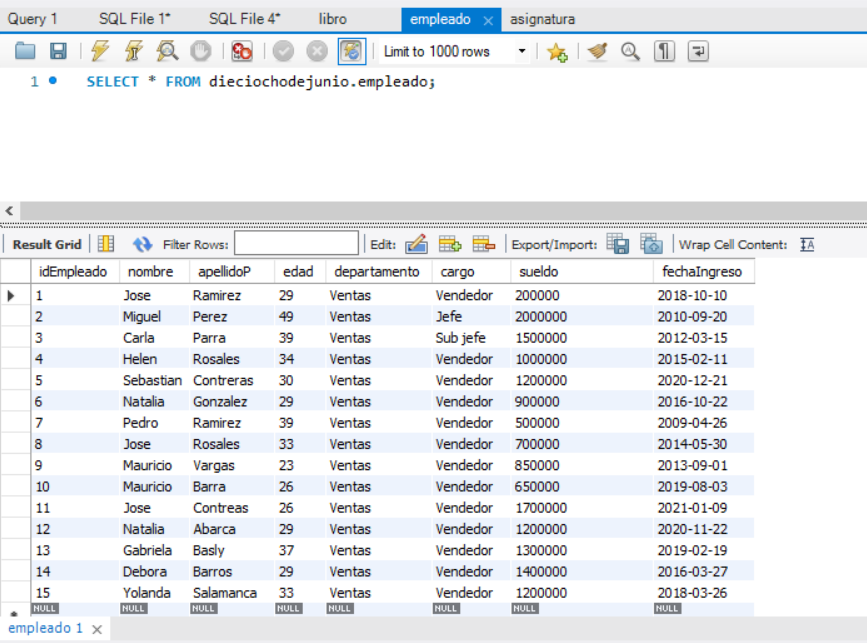 Query 1 SQL File 1* SQL File 4* libro empleado asignatura
Limit to 1000 rows
1 SELECT * FROM dieciochodejunio.empleado;
Result Grid Filter Rows: Edit: Export/Import: Wrap Cell Content:
idEmpleado nombre apellidoP edad departamento cargo sueldo fechaIngreso
1 Jose Ramirez 29 Ventas Vendedor 200000 2018-10-10
2 Miguel Perez 49 Ventas Jefe 2000000 2010-09-20
3 Carla Parra 39 Ventas Sub jefe 1500000 2012-03-15
4 Helen Rosales 34 Ventas Vendedor 1000000 2015-02-11
5 Sebastian Contreras 30 Ventas Vendedor 1200000 2020-12-21
6 Natalia Gonzalez 29 Ventas Vendedor 900000 2016-10-22
7 Pedro Ramirez 39 Ventas Vendedor 500000 2009-04-26
8 Jose Rosales 33 Ventas Vendedor 700000 2014-05-30
9 Mauricio Vargas 23 Ventas Vendedor 850000 2013-09-01
10 Mauricio Barra 26 Ventas Vendedor 650000 2019-08-03
11 Jose Contreas 26 Ventas Vendedor 1700000 2021-01-09
12 Natalia Abarca 29 Ventas Vendedor 1200000 2020-11-22
13 Gabriela Basly 37 Ventas Vendedor 1300000 2019-02-19
14 Debora Barros 29 Ventas Vendedor 1400000 2016-03-27
15 Yolanda Salamanca 33 Ventas Vendedor 1200000 2018-03-26
NULL NULL NULL NULL NULL NULL NULL NULL
empleado 1